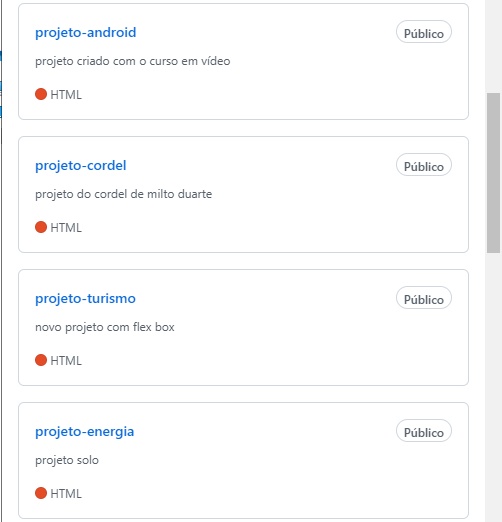 projeto-android
Público
projeto criado com o curso em vídeo
HTML
projeto-cordel
Público
projeto do cordel de milto duarte
HTML
projeto-turismo
Público
novo projeto com flex box
HTML
projeto-energia
Público
projeto solo
HTML